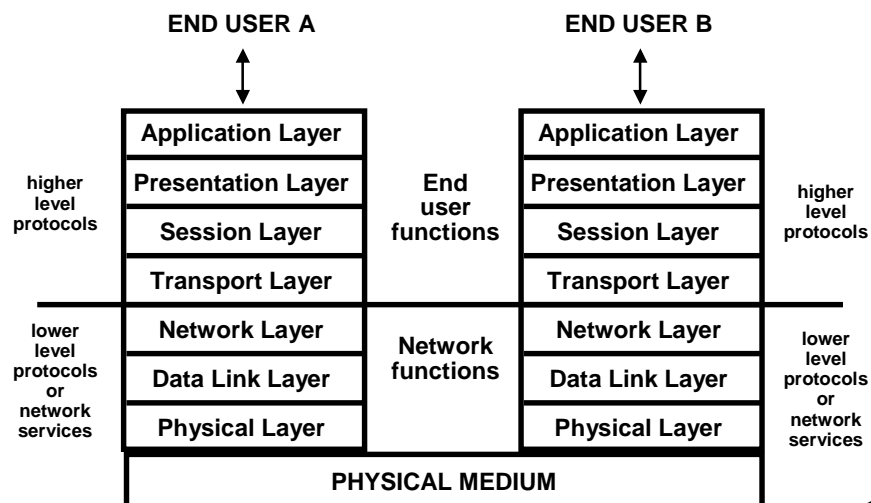 END USER A
END USER B
Application Layer
Presentation Layer
Session Layer
Transport Layer
Network Layer
Data Link Layer
Physical Layer
higher
level
protocols
lower
level
protocols
or
network
services
End
user
functions
Network
functions
Application Layer
Presentation Layer
Session Layer
Transport Layer
Network Layer
Data Link Layer
Physical Layer
higher
level
protocols
lower
level
protocols
or
network
services
PHYSICAL MEDIUM